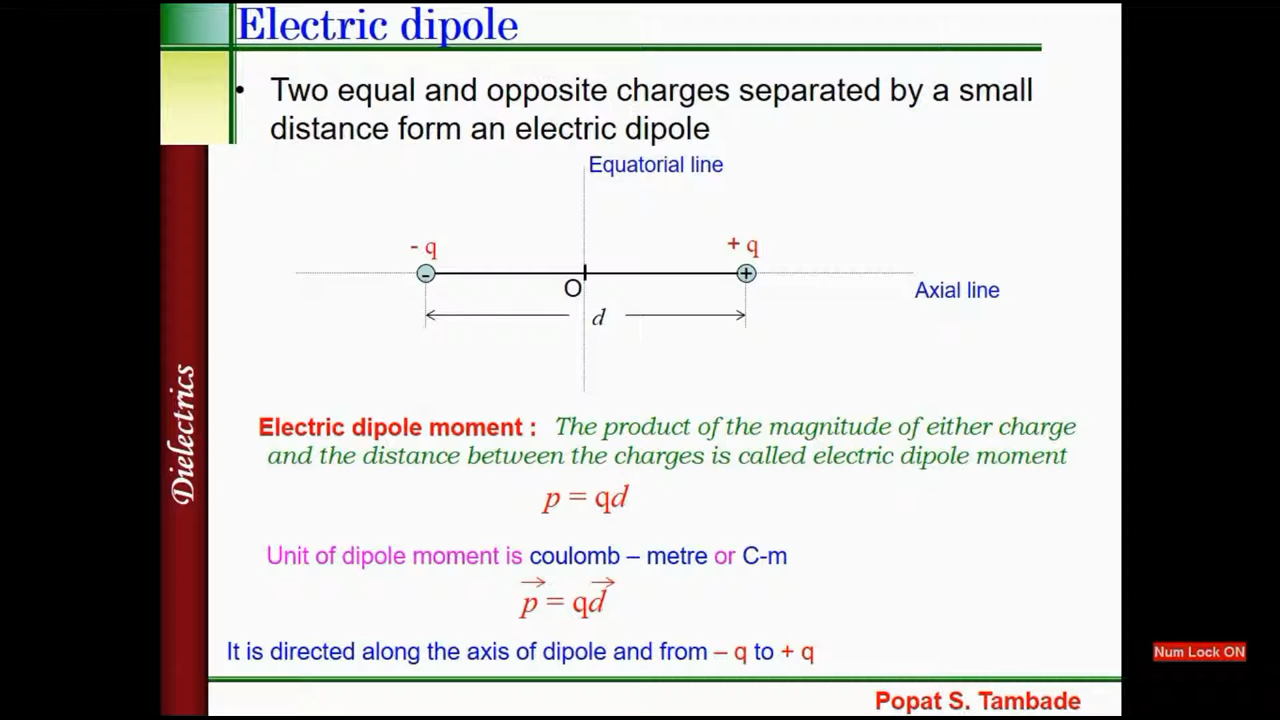 Electric dipole
• Two equal and opposite charges separated by a small
distance form an electric dipole
Equatorial line
- q
+ q
-
+
O
Axial line
d
Dielectrics
Electric dipole moment : The product of the magnitude of either charge
and the distance between the charges is called electric dipole moment
p = qd
Unit of dipole moment is coulomb – metre or C-m
p⃗ = qd⃗
It is directed along the axis of dipole and from – q to + q
Num Lock ON
Popat S. Tambade